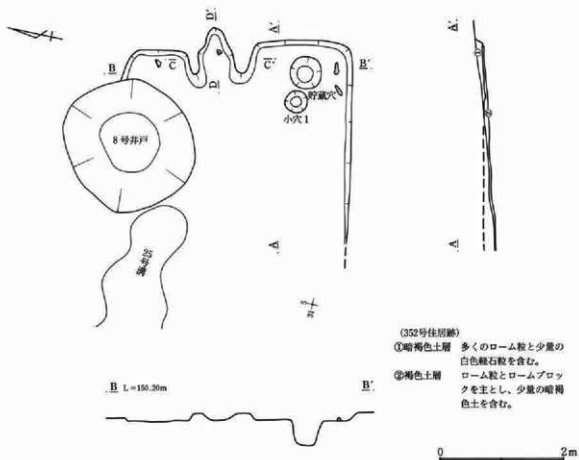 D'
A'
B
C
C'
B'
D
貯蔵穴
小穴1
8号井戸
25号溝
A
A'
①
②
A
(352号住居跡)
①暗褐色土層 多くのローム粒と少量の
白色軽石粒を含む。
②褐色土層 ローム粒とロームブロッ
クを主とし、少量の暗褐
色土を含む。
B L=150.20m
B'
0 2m